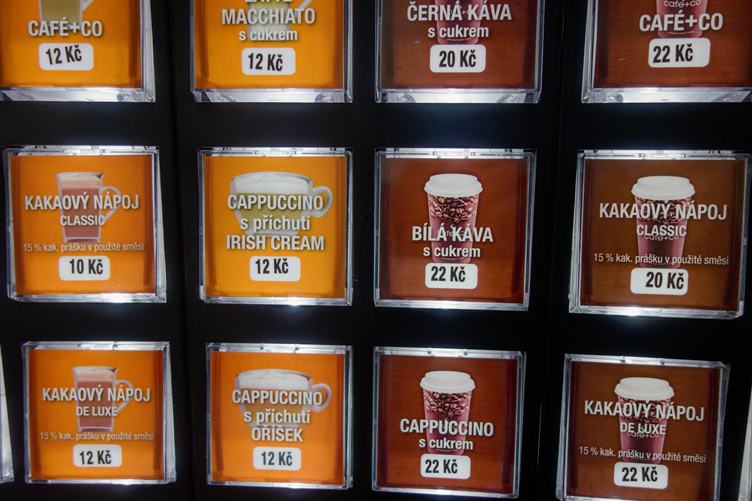 CAFÉ+CO
12 Kč
MACCHIATO
s cukrem
12 Kč
ČERNÁ KÁVA
s cukrem
20 Kč
CAFÉ+CO
22 Kč
KAKAOVÝ NÁPOJ
CLASSIC
15 % kak. prášku v použité směsi
10 Kč
CAPPUCCINO
s příchutí
IRISH CREAM
12 Kč
BÍLÁ KÁVA
s cukrem
22 Kč
KAKAOVÝ NÁPOJ
CLASSIC
15 % kak. prášku v použité směsi
20 Kč
KAKAOVÝ NÁPOJ
DE LUXE
15 % kak. prášku v použité směsi
12 Kč
CAPPUCCINO
s příchutí
OŘÍŠEK
12 Kč
CAPPUCCINO
s cukrem
22 Kč
KAKAOVÝ NÁPOJ
DE LUXE
15 % kak. prášku v použité směsi
22 Kč